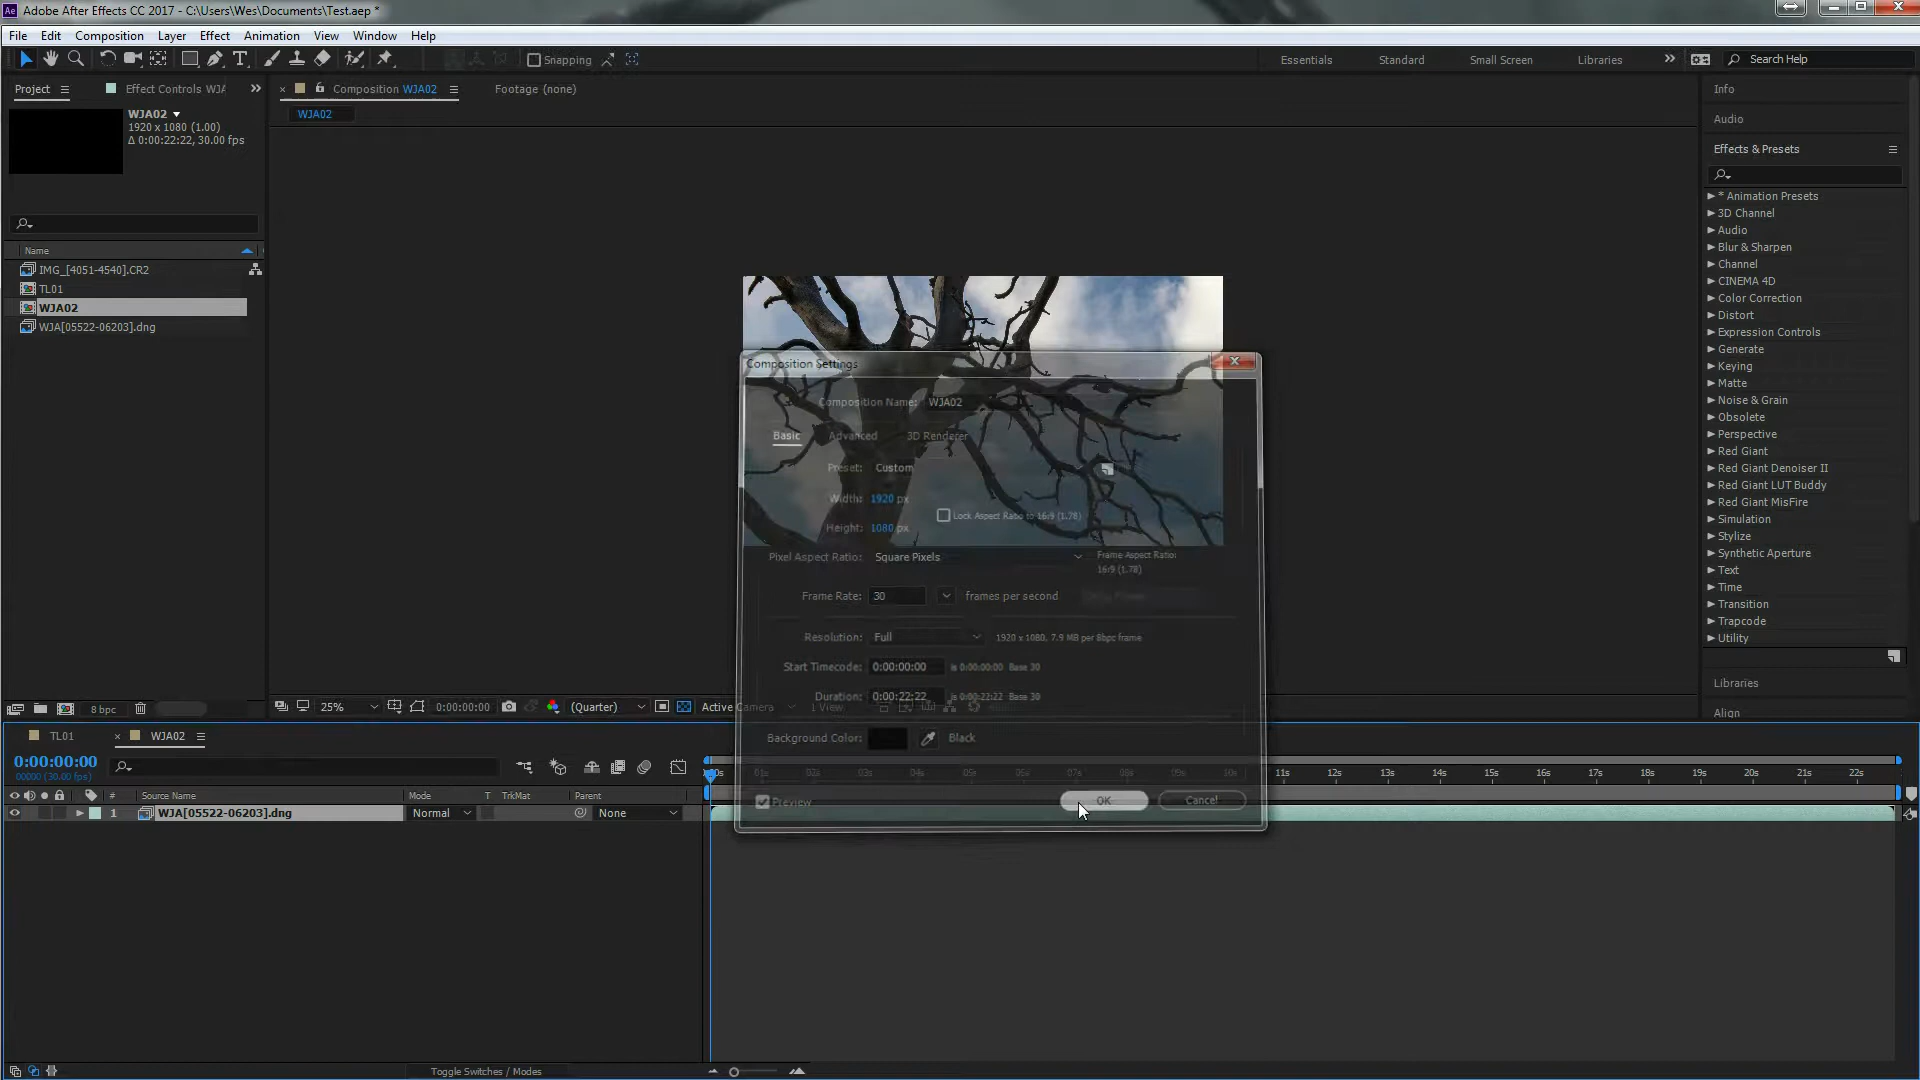 Adobe After Effects CC 2017 - C:\Users\Wes\Documents\Test.aep *
File Edit Composition Layer Effect Animation View Window Help
Snapping
Essentials Standard Small Screen Libraries Search Help
Project Effect Controls WJA
Composition WJA02 Footage (none)
WJA02
WJA02
1920 x 1080 (1.00)
Δ 0:00:22:22, 30.00 fps
Name
IMG_[4051-4540].CR2
TL01
WJA02
WJA[05522-06203].dng
8 bpc
Composition Settings
Composition Name: WJA02
Basic Advanced 3D Renderer
Preset: Custom
Width: 1920 px
Lock Aspect Ratio to 16:9 (1.78)
Height: 1080 px
Pixel Aspect Ratio: Square Pixels
Frame Aspect Ratio:
16:9 (1.78)
Frame Rate: 30 frames per second
Resolution: Full 1920 x 1080, 7.9 MB per 8bpc frame
Start Timecode: 0:00:00:00 is 0:00:00:00 Base 30
Duration: 0:00:22:22 is 0:00:22:22 Base 30
Background Color: Black
Preview OK Cancel
25% 0:00:00:00 (Quarter) Active Camera 1 View
Info
Audio
Effects & Presets
* Animation Presets
3D Channel
Audio
Blur & Sharpen
Channel
CINEMA 4D
Color Correction
Distort
Expression Controls
Generate
Keying
Matte
Noise & Grain
Obsolete
Perspective
Red Giant
Red Giant Denoiser II
Red Giant LUT Buddy
Red Giant MisFire
Simulation
Stylize
Synthetic Aperture
Text
Time
Transition
Trapcode
Utility
Libraries
Align
TL01 WJA02
0:00:00:00
00000 (30.00 fps)
# Source Name Mode T TrkMat Parent
1 WJA[05522-06203].dng Normal None
01s 02s 03s 04s 05s 06s 07s 08s 09s 10s 11s 12s 13s 14s 15s 16s 17s 18s 19s 20s 21s 22s
Toggle Switches / Modes